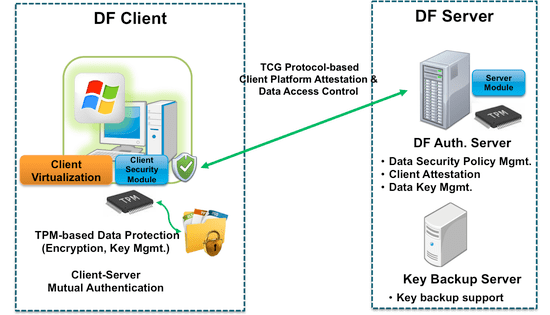 DF Client
DF Server
TCG Protocol-based
Client Platform Attestation &
Data Access Control
Server
Module
TPM
DF Auth. Server
• Data Security Policy Mgmt.
• Client Attestation
• Data Key Mgmt.
Client
Virtualization
Client
Security
Module
TPM
TPM-based Data Protection
(Encryption, Key Mgmt.)
Client-Server
Mutual Authentication
Key Backup Server
• Key backup support